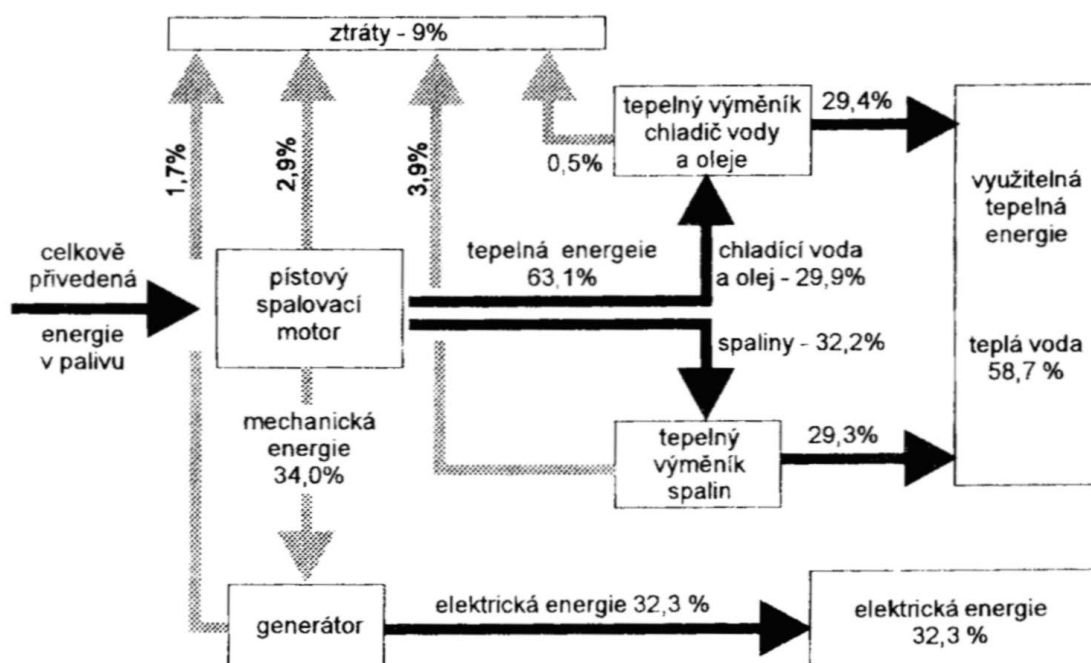 ztráty - 9%
1,7%
2,9%
3,9%
0,5%
tepelný výměník
chladič vody
a oleje
29,4%
využitelná
tepelná
energie
teplá voda
58,7 %
celkově
přivedená
energie
v palivu
pístový
spalovací
motor
tepelná energeie
63,1%
chladící voda
a olej - 29,9%
spaliny - 32,2%
mechanická
energie
34,0%
tepelný
výměník
spalin
29,3%
generátor
elektrická energie 32,3 %
elektrická energie
32,3 %